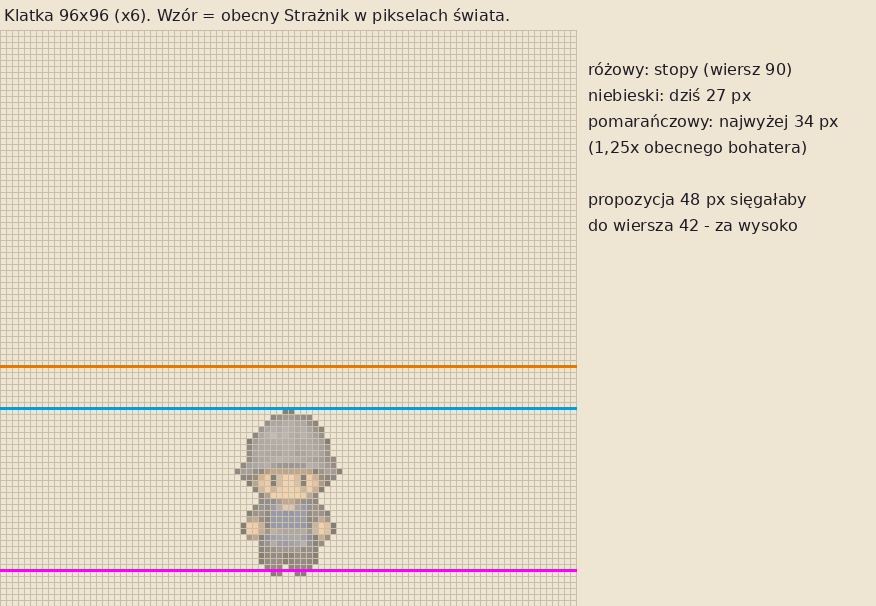 Klatka 96x96 (x6). Wzór = obecny Strażnik w pikselach świata.
różowy: stopy (wiersz 90)
niebieski: dziś 27 px
pomarańczowy: najwyżej 34 px
(1,25x obecnego bohatera)
propozycja 48 px sięgałaby
do wiersza 42 - za wysoko